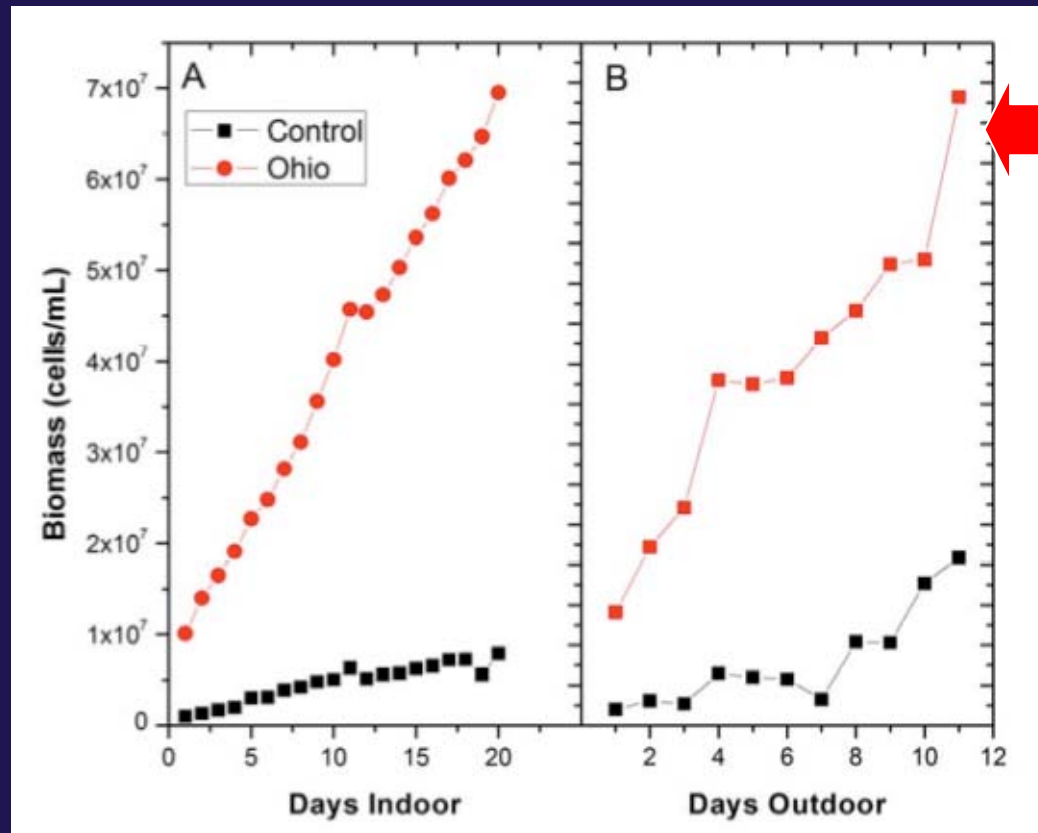 A
B
Control
Ohio
7x10⁷
6x10⁷
5x10⁷
4x10⁷
3x10⁷
2x10⁷
1x10⁷
0
Biomass (cells/mL)
0 5 10 15 20
2 4 6 8 10 12
Days Indoor
Days Outdoor